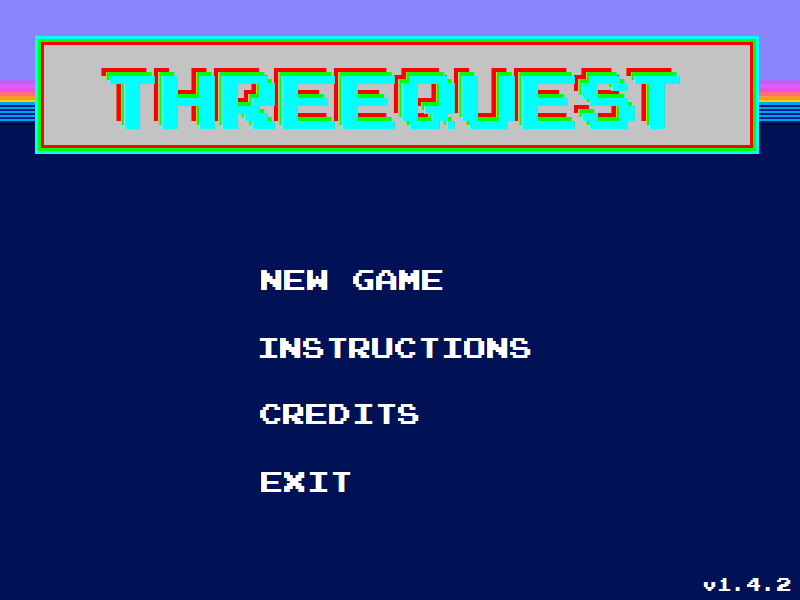 THREEQUEST
NEW GAME
INSTRUCTIONS
CREDITS
EXIT
v1.4.2